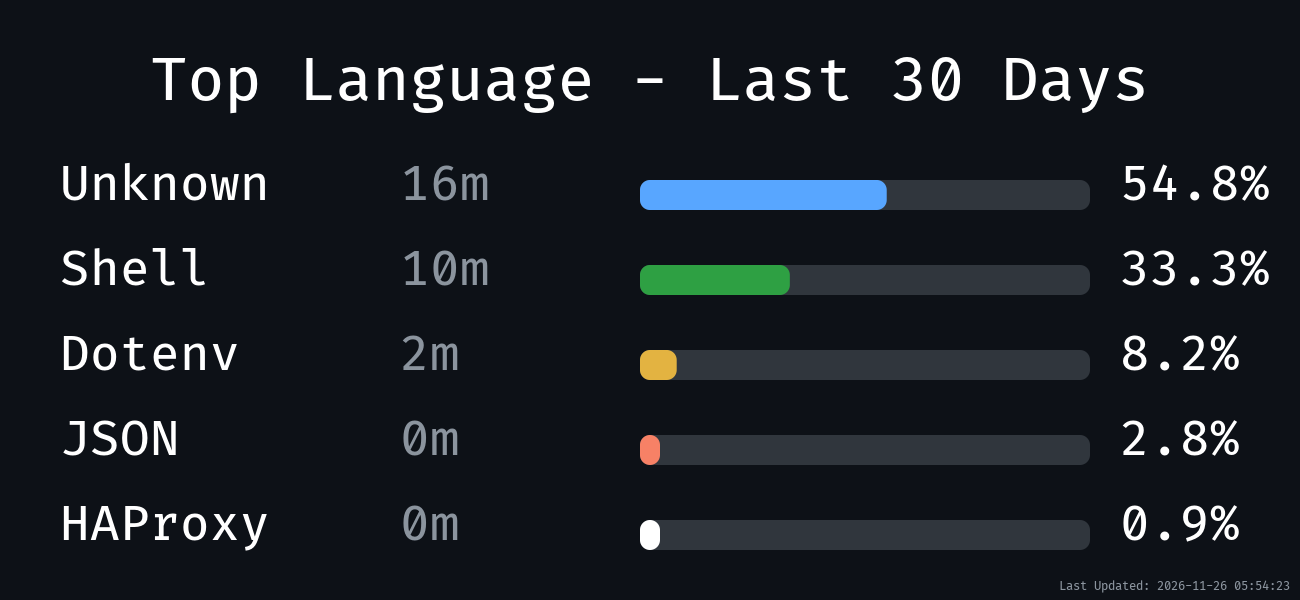 Top Language - Last 30 Days
Unknown 16m 54.8%
Shell 10m 33.3%
Dotenv 2m 8.2%
JSON 0m 2.8%
HAProxy 0m 0.9%
Last Updated: 2026-11-26 05:54:23